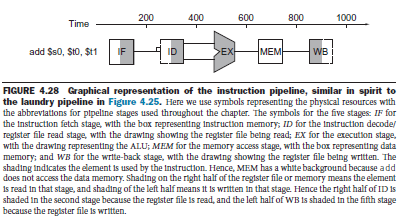 Time
200 400 600 800 1000
add $s0, $t0, $t1 IF ID EX MEM WB
FIGURE 4.28 Graphical representation of the instruction pipeline, similar in spirit to
the laundry pipeline in Figure 4.25. Here we use symbols representing the physical resources with
the abbreviations for pipeline stages used throughout the chapter. The symbols for the five stages: IF for
the instruction fetch stage, with the box representing instruction memory; ID for the instruction decode/
register file read stage, with the drawing showing the register file being read; EX for the execution stage,
with the drawing representing the ALU; MEM for the memory access stage, with the box representing data
memory; and WB for the write-back stage, with the drawing showing the register file being written. The
shading indicates the element is used by the instruction. Hence, MEM has a white background because add
does not access the data memory. Shading on the right half of the register file or memory means the element
is read in that stage, and shading of the left half means it is written in that stage. Hence the right half of ID is
shaded in the second stage because the register file is read, and the left half of WB is shaded in the fifth stage
because the register file is written.